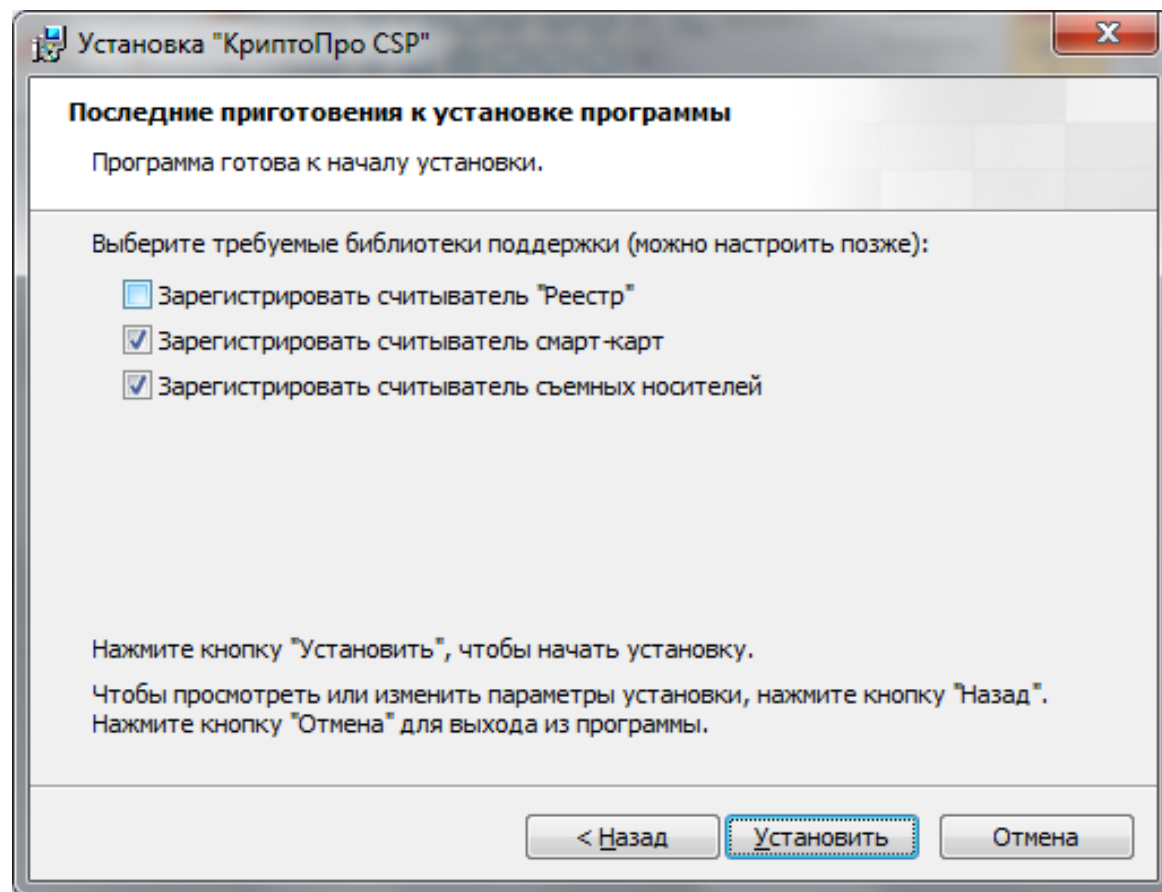 Установка "КриптоПро CSP"
Последние приготовения к установке программы
Программа готова к началу установки.
Выберите требуемые библиотеки поддержки (можно настроить позже):
Зарегистрировать считыватель "Реестр"
Зарегистрировать считыватель смарт-карт
Зарегистрировать считыватель съемных носителей
Нажмите кнопку "Установить", чтобы начать установку.
Чтобы просмотреть или изменить параметры установки, нажмите кнопку "Назад".
Нажмите кнопку "Отмена" для выхода из программы.
< Назад Установить Отмена